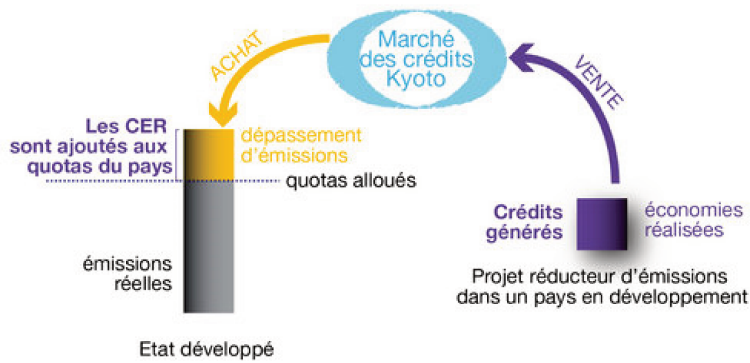 Marché
des crédits
Kyoto
ACHAT
VENTE
Les CER
sont ajoutés aux
quotas du pays
dépassement
d'émissions
quotas alloués
émissions
réelles
Etat développé
Crédits
générés
économies
réalisées
Projet réducteur d'émissions
dans un pays en développement